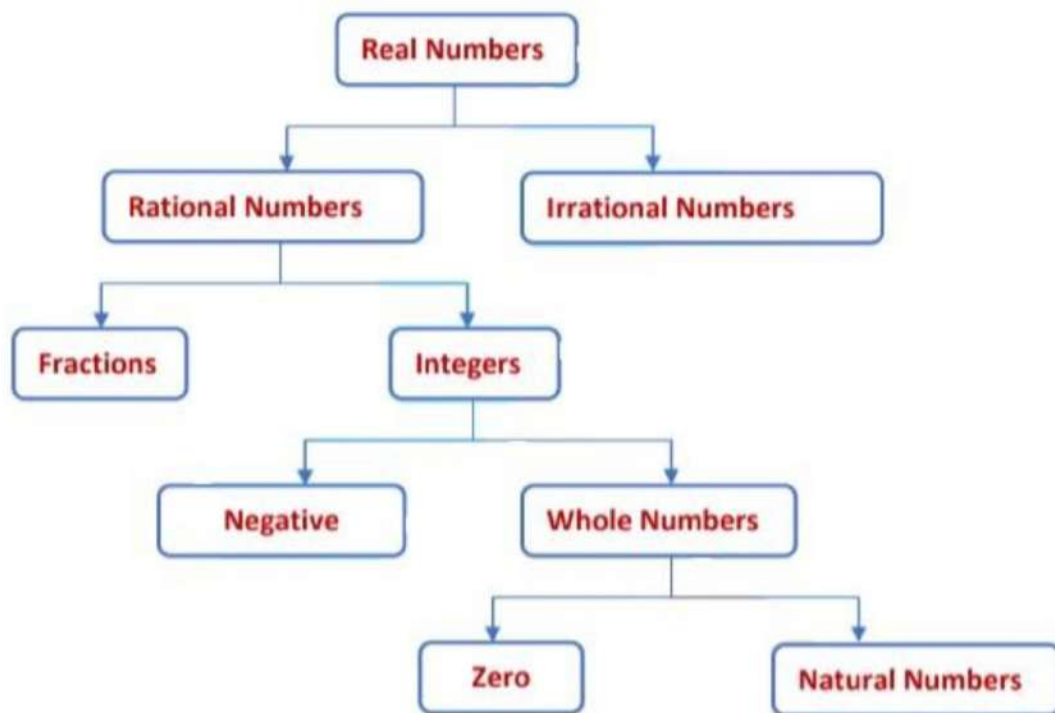 Real Numbers
Rational Numbers
Irrational Numbers
Fractions
Integers
Negative
Whole Numbers
Zero
Natural Numbers